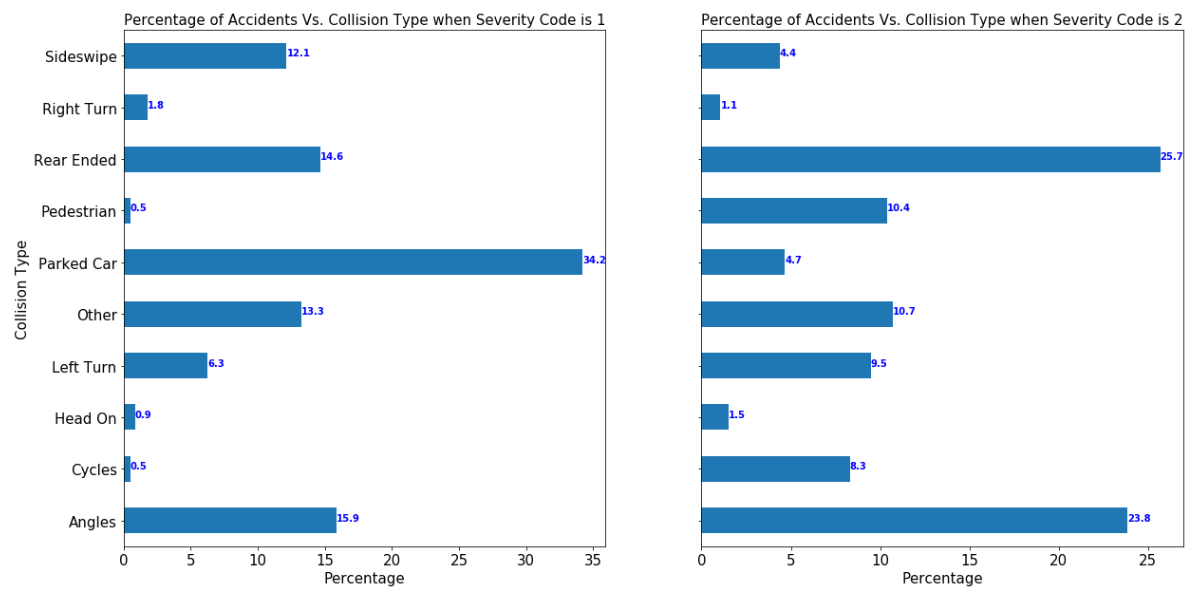 Percentage of Accidents Vs. Collision Type when Severity Code is 1
Collision Type
Sideswipe 12.1
Right Turn 1.8
Rear Ended 14.6
Pedestrian 0.5
Parked Car 34.2
Other 13.3
Left Turn 6.3
Head On 0.9
Cycles 0.5
Angles 15.9
0 5 10 15 20 25 30 35
Percentage
Percentage of Accidents Vs. Collision Type when Severity Code is 2
4.4
1.1
25.7
10.4
4.7
10.7
9.5
1.5
8.3
23.8
0 5 10 15 20 25
Percentage